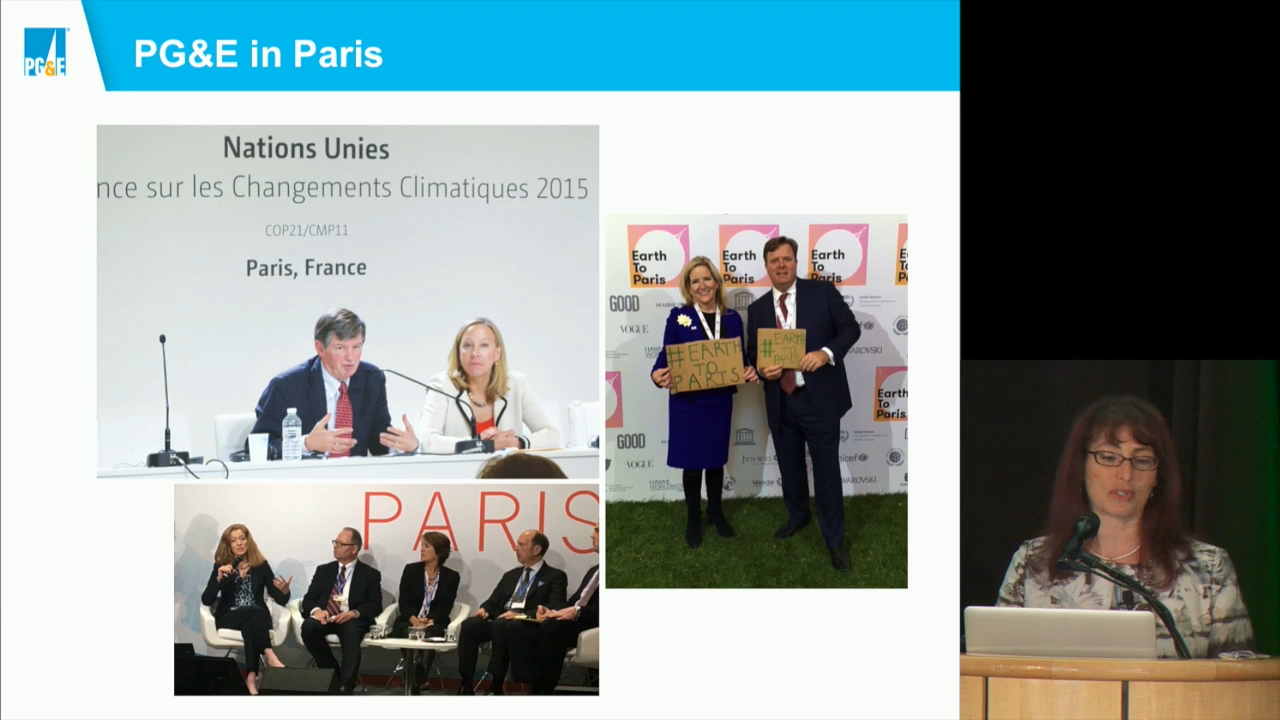 PG&E
PG&E in Paris
Nations Unies
nce sur les Changements Climatiques 2015
COP21/CMP11
Paris, France
Earth
To
Paris
Earth
To
Paris
Earth
To
Paris
GOOD
VOGUE
#EARTH
TO
PARIS
#EARTH
TO
PARIS
Earth
To
Paris
GOOD
VOGUE
unicef
PARIS